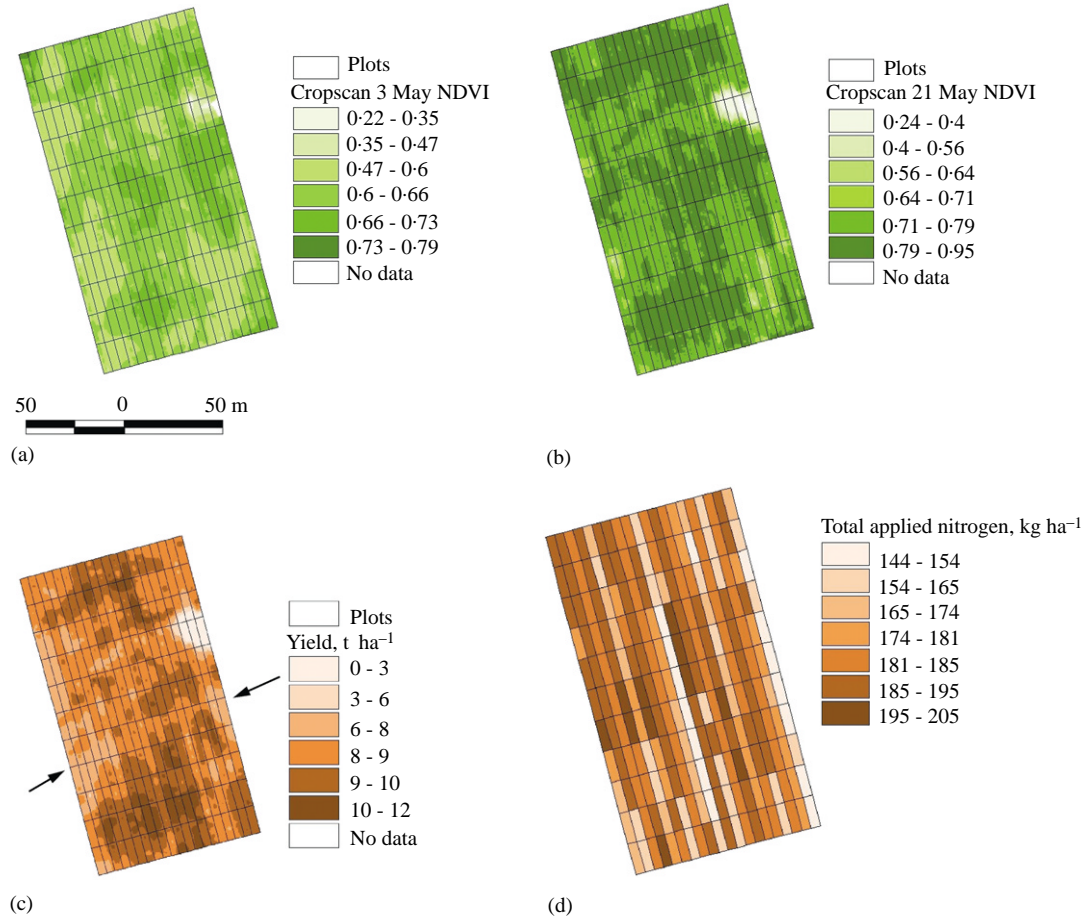 Plots
Cropscan 3 May NDVI
0·22 - 0·35
0·35 - 0·47
0·47 - 0·6
0·6 - 0·66
0·66 - 0·73
0·73 - 0·79
No data
50 0 50 m
(a)
Plots
Cropscan 21 May NDVI
0·24 - 0·4
0·4 - 0·56
0·56 - 0·64
0·64 - 0·71
0·71 - 0·79
0·79 - 0·95
No data
(b)
Plots
Yield, t ha⁻¹
0 - 3
3 - 6
6 - 8
8 - 9
9 - 10
10 - 12
No data
(c)
Total applied nitrogen, kg ha⁻¹
144 - 154
154 - 165
165 - 174
174 - 181
181 - 185
185 - 195
195 - 205
(d)